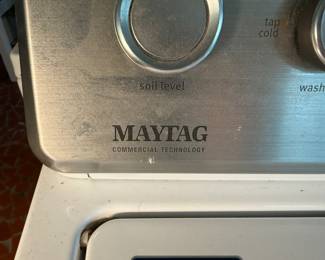 tap
cold
soil level
wash
MAYTAG
COMMERCIAL TECHNOLOGY